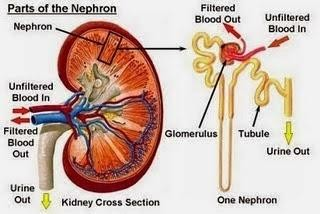 Parts of the Nephron
Nephron
Unfiltered
Blood In
Filtered
Blood
Out
Urine
Out
Kidney Cross Section
Filtered
Blood Out
Unfiltered
Blood In
Glomerulus
Tubule
Urine Out
One Nephron